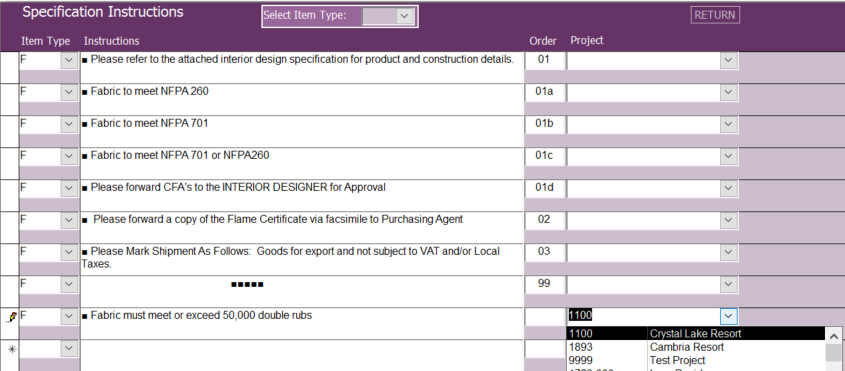 Specification Instructions Select Item Type: RETURN
Item Type Instructions Order Project
F ■ Please refer to the attached interior design specification for product and construction details. 01
F ■ Fabric to meet NFPA 260 01a
F ■ Fabric to meet NFPA 701 01b
F ■ Fabric to meet NFPA 701 or NFPA260 01c
F ■ Please forward CFA's to the INTERIOR DESIGNER for Approval 01d
F ■ Please forward a copy of the Flame Certificate via facsimile to Purchasing Agent 02
F ■ Please Mark Shipment As Follows: Goods for export and not subject to VAT and/or Local 03
Taxes.
F ■■■■■ 99
F ■ Fabric must meet or exceed 50,000 double rubs 1100
1100 Crystal Lake Resort
1893 Cambria Resort
9999 Test Project